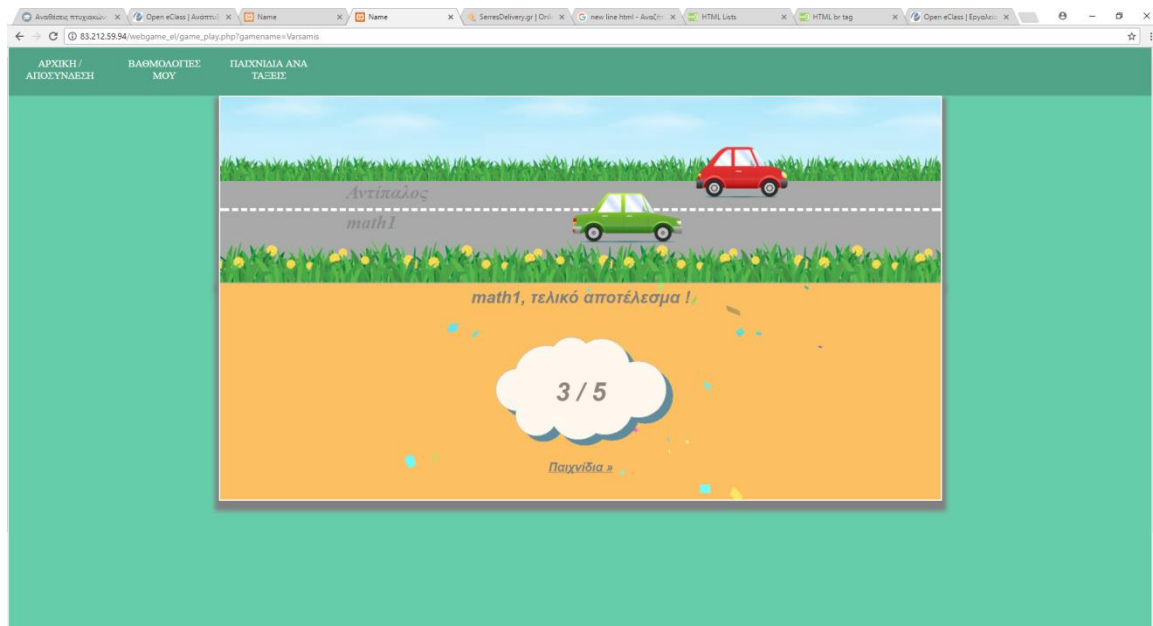 Αναθέσεις πτυχιακών
Open eClass | Ανάπτυξ
Name
Name
SerresDelivery.gr | Onli
new line html - Αναζήτ
HTML Lists
HTML br tag
Open eClass | Εργαλείο
83.212.59.94/webgame_el/game_play.php?gamename=Varsamis
ΑΡΧΙΚΗ /
ΑΠΟΣΥΝΔΕΣΗ
ΒΑΘΜΟΛΟΓΙΕΣ
ΜΟΥ
ΠΑΙΧΝΙΔΙΑ ΑΝΑ
ΤΑΞΕΙΣ
Αντίπαλος
math1
math1, τελικό αποτέλεσμα !
3 / 5
Παιχνίδια »